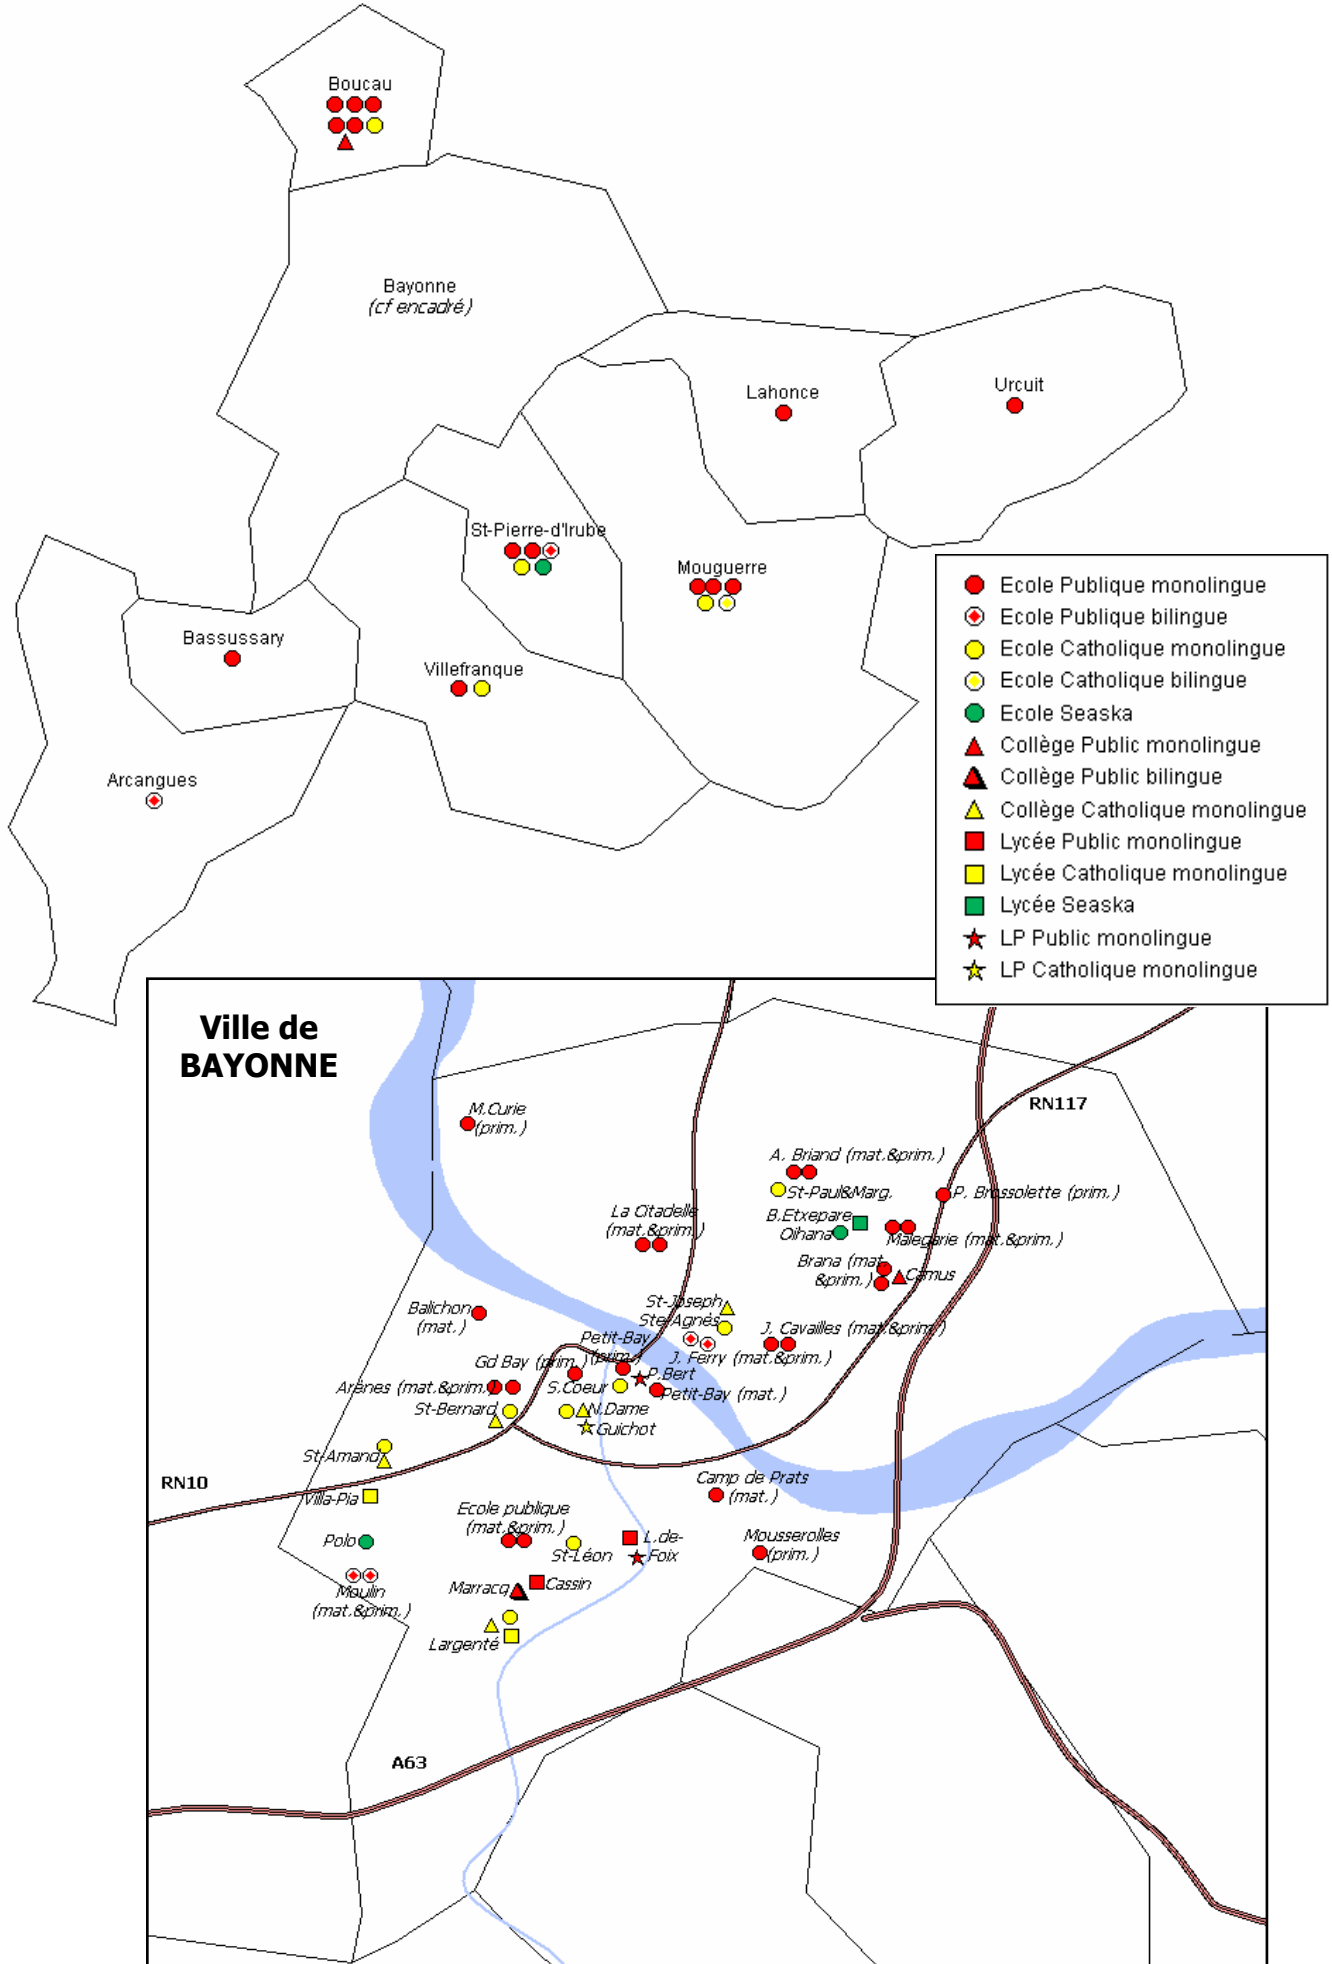 Boucau
Bayonne
(cf encadré)
Lahonce
Urcuit
St-Pierre-d'Irube
Mouguerre
Bassussary
Villefranque
Arcangues
Ecole Publique monolingue
Ecole Publique bilingue
Ecole Catholique monolingue
Ecole Catholique bilingue
Ecole Seaska
Collège Public monolingue
Collège Public bilingue
Collège Catholique monolingue
Lycée Public monolingue
Lycée Catholique monolingue
Lycée Seaska
LP Public monolingue
LP Catholique monolingue
Ville de
BAYONNE
RN117
M.Curie
(prim.)
A. Briand (mat.&prim.)
St-Paul&Marg.
P. Brossolette (prim.)
La Citadelle
(mat.&prim.)
B.Etxepare
Oihana
Malegarie (mat.&prim.)
Brana (mat.
&prim.)
Camus
St-Joseph
Ste-Agnès
Balichon
(mat.)
Petit-Bay
(prim.)
J. Cavailles (mat.&prim.)
J. Ferry (mat.&prim.)
Gd Bay (prim.)
P.Bert
Arènes (mat.&prim.)
S.Coeur
Petit-Bay (mat.)
St-Bernard
N.Dame
Guichot
St-Amand
RN10
Villa-Pia
Camp de Prats
(mat.)
Ecole publique
(mat.&prim.)
Polo
St-Léon
L.de-
Foix
Mousserolles
(prim.)
Moulin
(mat.&prim.)
Marracq
Cassin
Largenté
A63